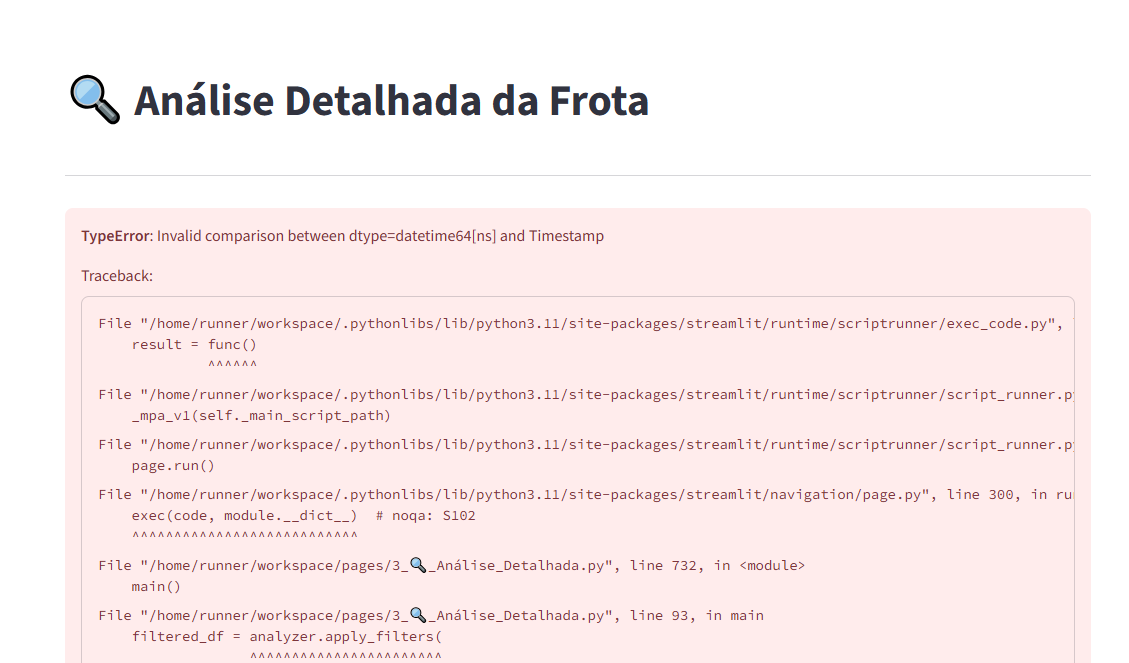 🔍 Análise Detalhada da Frota
TypeError: Invalid comparison between dtype=datetime64[ns] and Timestamp
Traceback:
File "/home/runner/workspace/.pythonlibs/lib/python3.11/site-packages/streamlit/runtime/scriptrunner/exec_code.py",
    result = func()
             ^^^^^^
File "/home/runner/workspace/.pythonlibs/lib/python3.11/site-packages/streamlit/runtime/scriptrunner/script_runner.py
    _mpa_v1(self._main_script_path)
File "/home/runner/workspace/.pythonlibs/lib/python3.11/site-packages/streamlit/runtime/scriptrunner/script_runner.py
    page.run()
File "/home/runner/workspace/.pythonlibs/lib/python3.11/site-packages/streamlit/navigation/page.py", line 300, in run
    exec(code, module.__dict__)  # noqa: S102
    ^^^^^^^^^^^^^^^^^^^^^^^^^^^
File "/home/runner/workspace/pages/3_🔍_Análise_Detalhada.py", line 732, in <module>
    main()
File "/home/runner/workspace/pages/3_🔍_Análise_Detalhada.py", line 93, in main
    filtered_df = analyzer.apply_filters(
                  ^^^^^^^^^^^^^^^^^^^^^^^